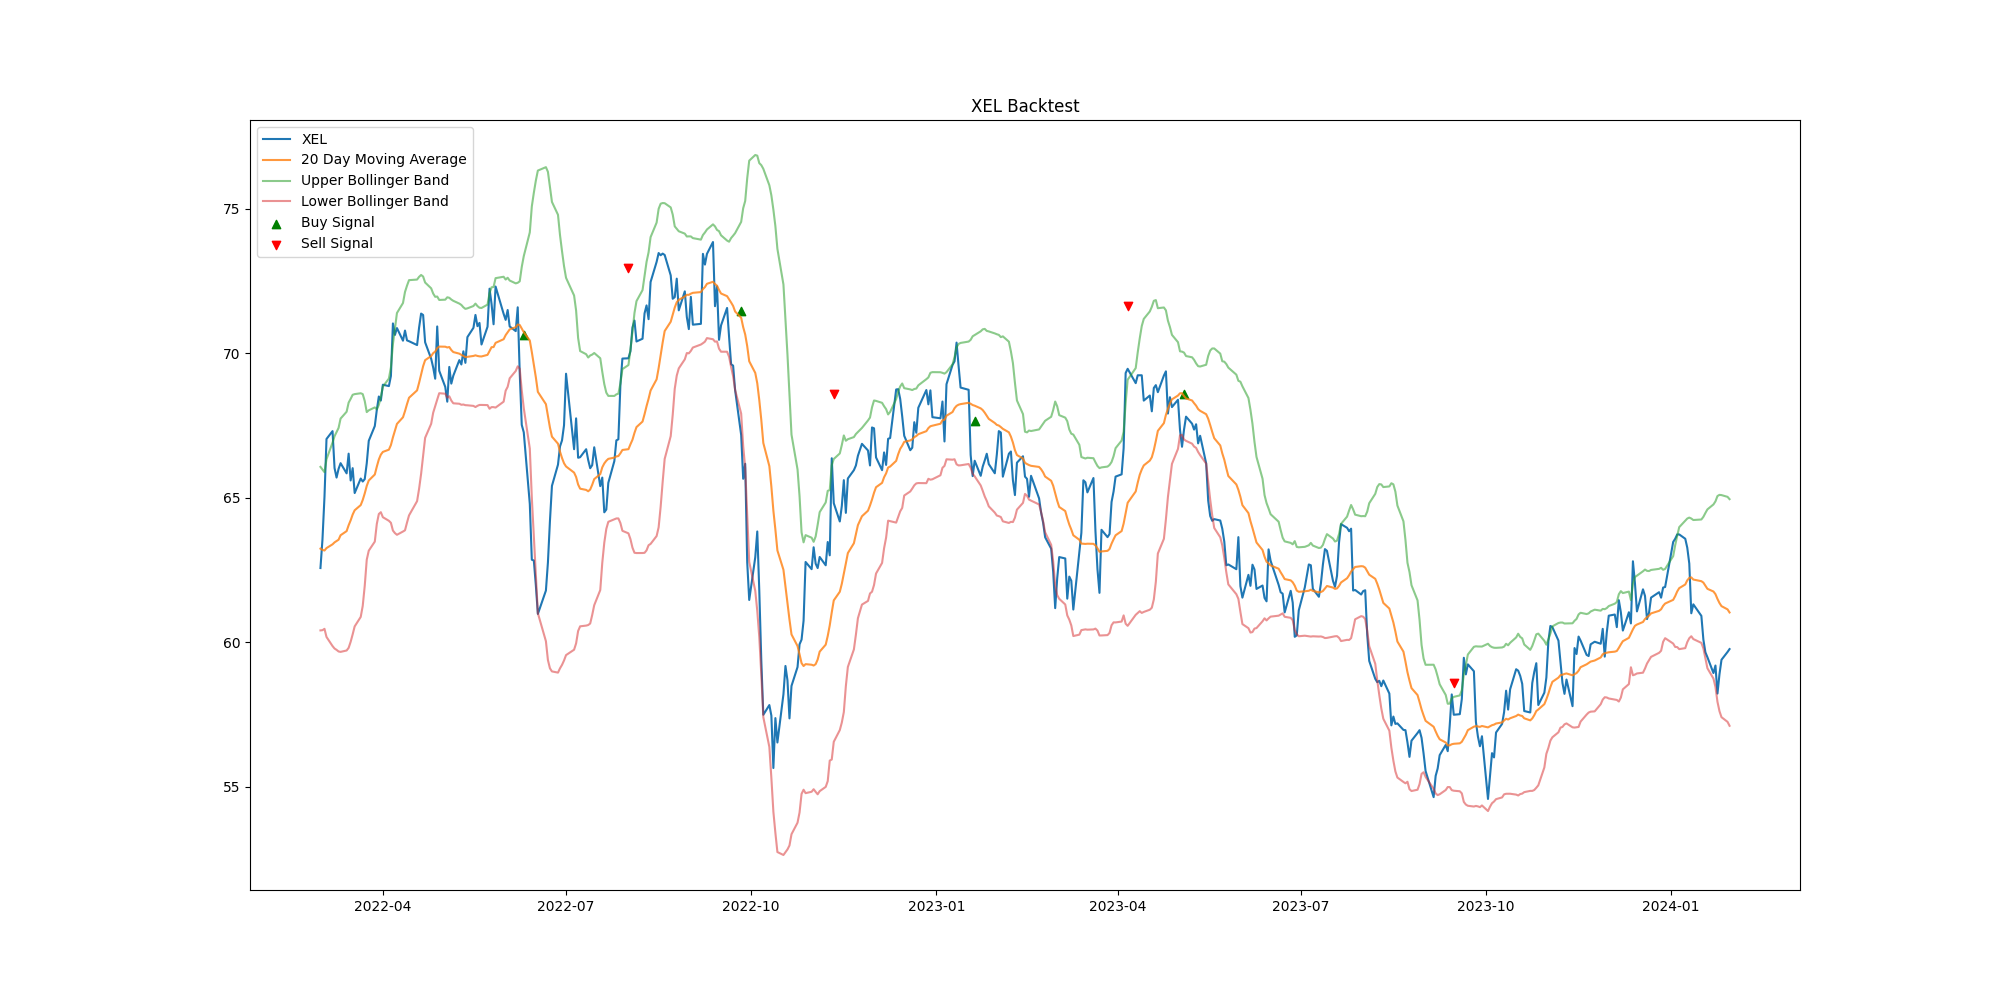 XEL Backtest
XEL
20 Day Moving Average
Upper Bollinger Band
Lower Bollinger Band
Buy Signal
Sell Signal
75
70
65
60
55
2022-04 2022-07 2022-10 2023-01 2023-04 2023-07 2023-10 2024-01